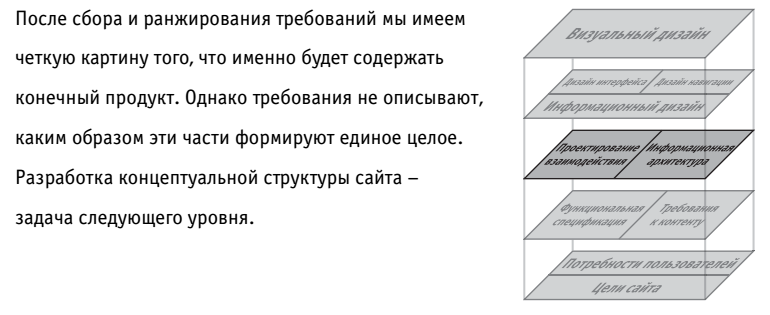 После сбора и ранжирования требований мы имеем
четкую картину того, что именно будет содержать
конечный продукт. Однако требования не описывают,
каким образом эти части формируют единое целое.
Разработка концептуальной структуры сайта –
задача следующего уровня.
Визуальный дизайн
Дизайн интерфейса
Дизайн навигации
Информационный дизайн
Проектирование
взаимодействия
Информационная
архитектура
Функциональная
спецификация
Требования
к контенту
Потребности пользователей
Цели сайта